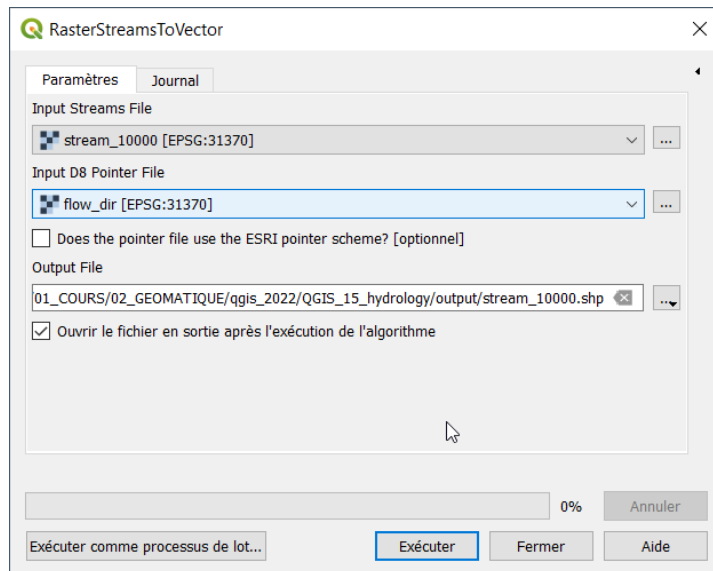 RasterStreamsToVector
Paramètres Journal
Input Streams File
stream_10000 [EPSG:31370]
...
Input D8 Pointer File
flow_dir [EPSG:31370]
...
Does the pointer file use the ESRI pointer scheme? [optionnel]
Output File
'01_COURS/02_GEOMATIQUE/qgis_2022/QGIS_15_hydrology/output/stream_10000.shp
...
Ouvrir le fichier en sortie après l'exécution de l'algorithme
0% Annuler
Exécuter comme processus de lot... Exécuter Fermer Aide